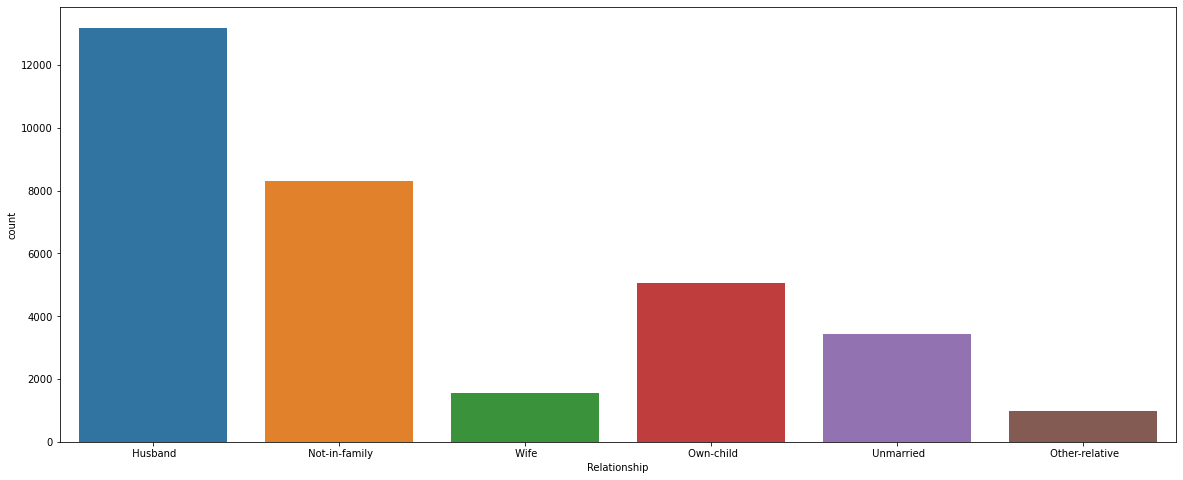 12000
10000
8000
6000
4000
2000
0
count
Husband Not-in-family Wife Own-child Unmarried Other-relative
Relationship